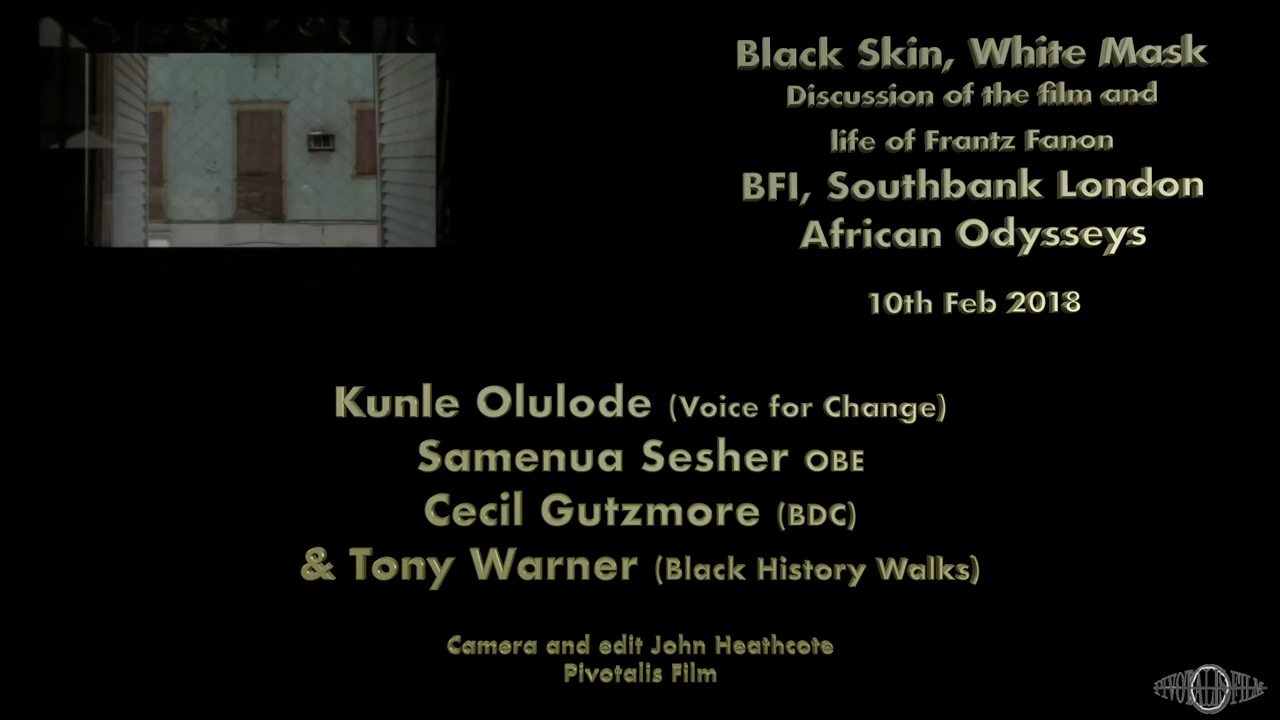 Black Skin, White Mask
Discussion of the film and
life of Frantz Fanon
BFI, Southbank London
African Odysseys
10th Feb 2018
Kunle Olulode (Voice for Change)
Samenua Sesher OBE
Cecil Gutzmore (BDC)
& Tony Warner (Black History Walks)
Camera and edit John Heathcote
Pivotalis Film
PIVOTALIS FILM